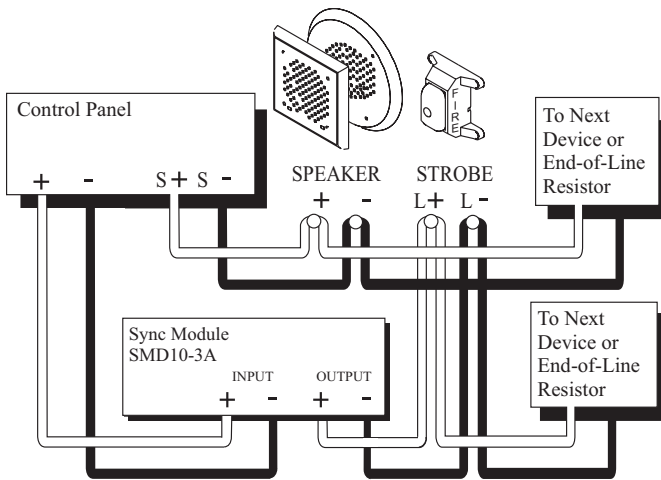 Control Panel
+ - S+ S -
SPEAKER
+ -
STROBE
L+ L-
FIRE
To Next
Device or
End-of-Line
Resistor
Sync Module
SMD10-3A
INPUT OUTPUT
+ - + -
To Next
Device or
End-of-Line
Resistor